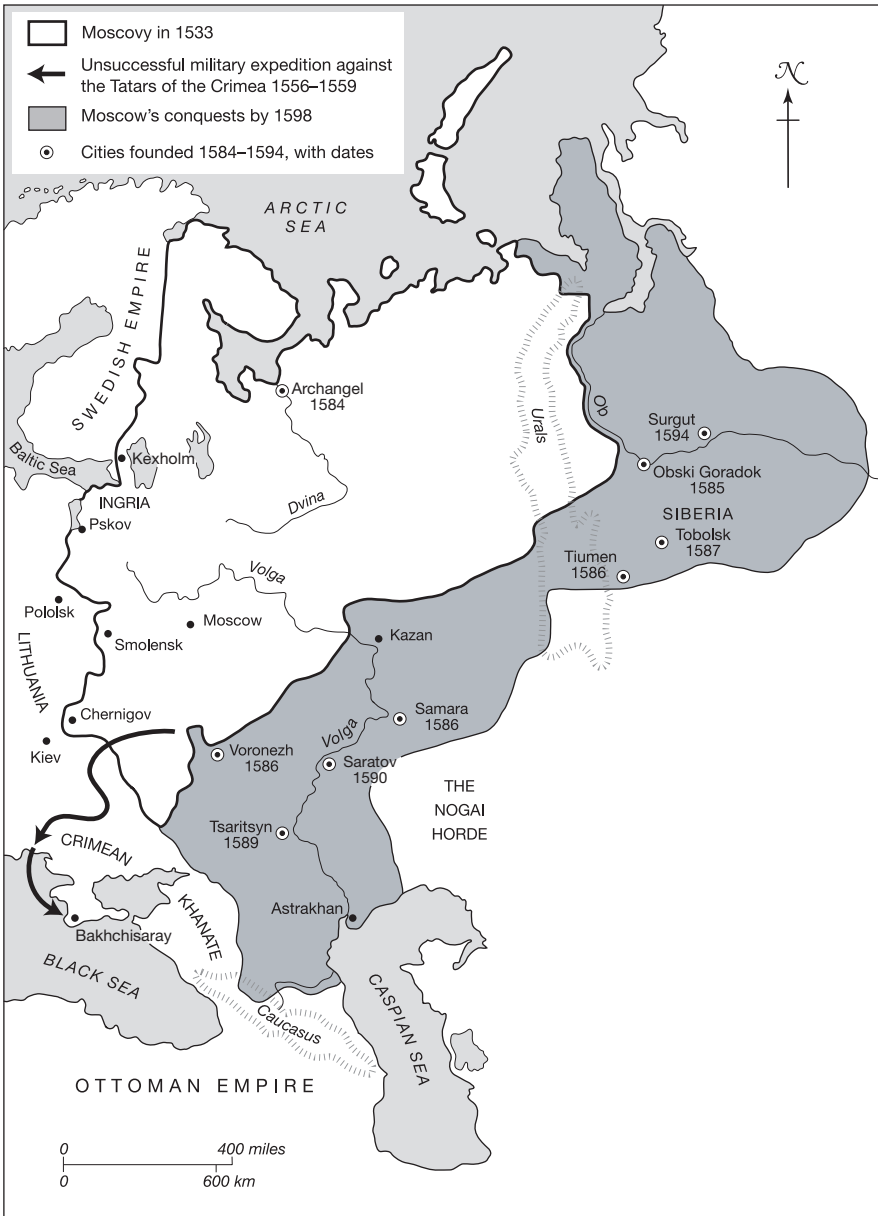 Moscovy in 1533
Unsuccessful military expedition against
the Tatars of the Crimea 1556–1559
Moscow's conquests by 1598
Cities founded 1584–1594, with dates
N
ARCTIC
SEA
SWEDISH EMPIRE
Archangel
1584
Urals
Ob
Surgut
1594
Baltic Sea
Kexholm
Obski Goradok
1585
INGRIA
Dvina
SIBERIA
Pskov
Tobolsk
1587
Volga
Tiumen
1586
Pololsk
Moscow
Smolensk
Kazan
LITHUANIA
Chernigov
Samara
1586
Kiev
Voronezh
1586
Volga
Saratov
1590
THE
NOGAI
HORDE
Tsaritsyn
1589
CRIMEAN
KHANATE
Astrakhan
Bakhchisaray
BLACK SEA
CASPIAN SEA
Caucasus
OTTOMAN EMPIRE
0 400 miles
0 600 km